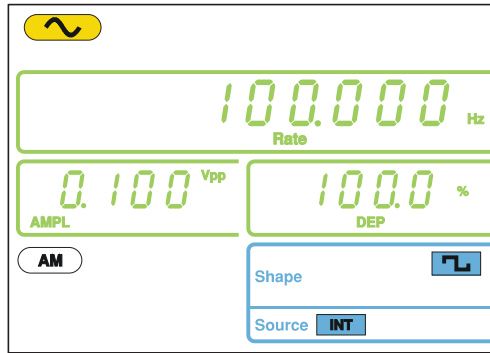 100.000 Hz
Rate
0.100 Vpp
AMPL
100.0 %
DEP
AM
Shape
Source INT